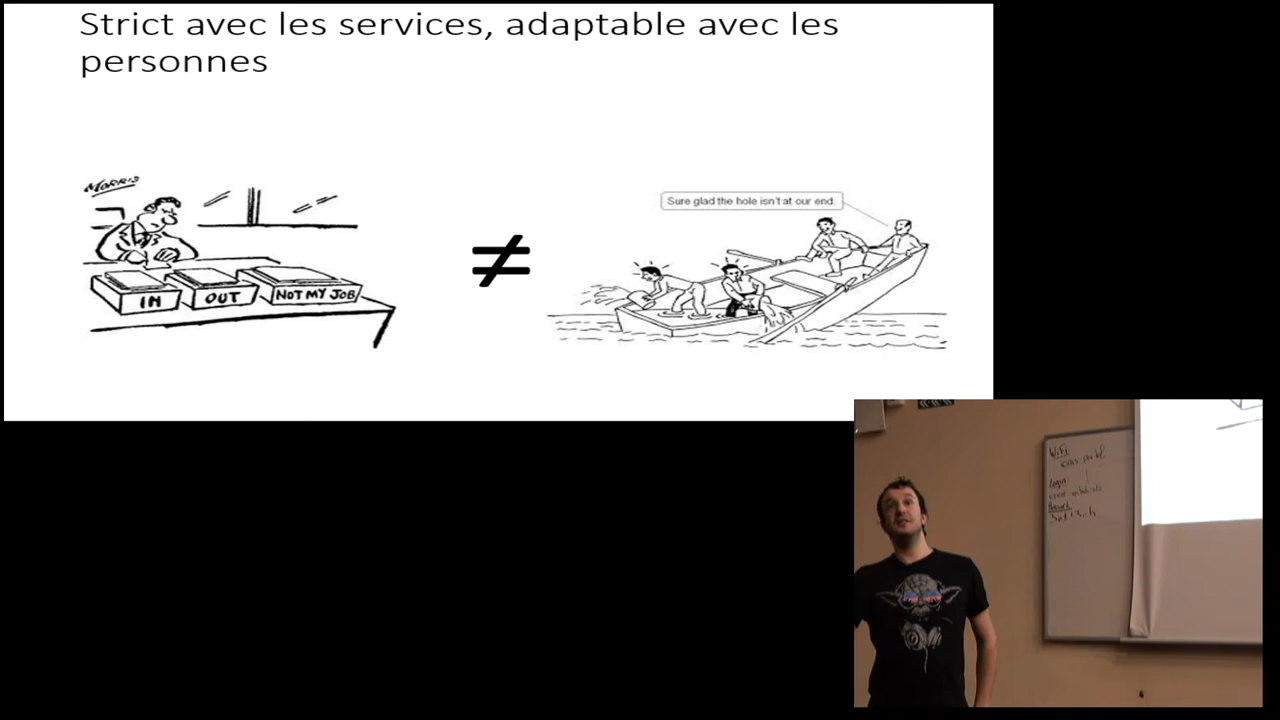 Strict avec les services, adaptable avec les
personnes
MORRIS
IN
OUT
NOT MY JOB
≠
Sure glad the hole isn't at our end.
WiFi
Login